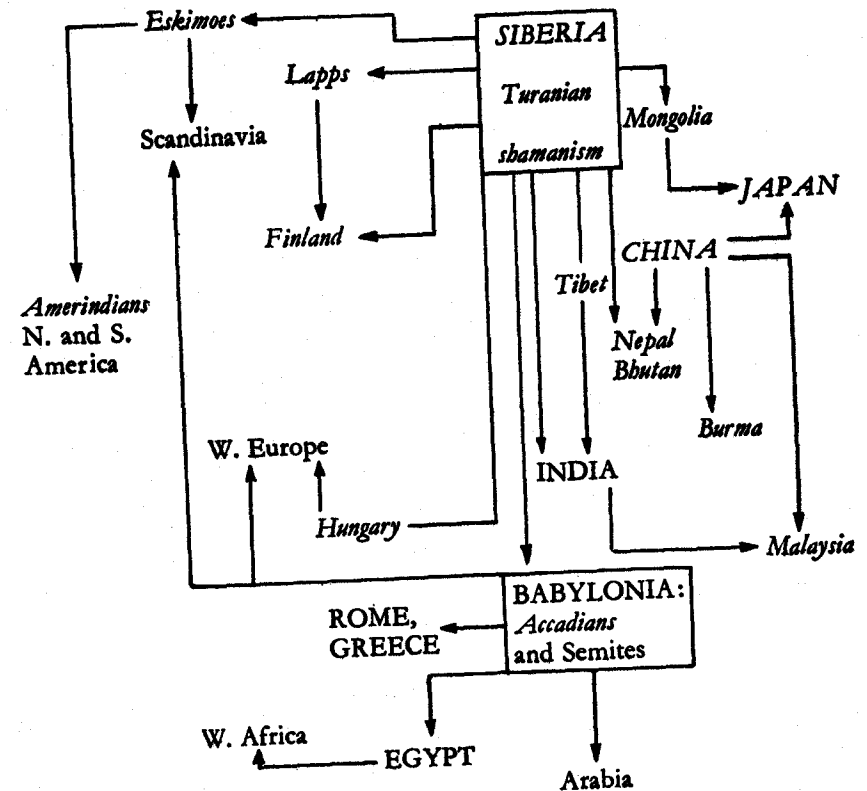 Eskimoes
SIBERIA
Lapps
Turanian
Mongolia
Scandinavia
shamanism
JAPAN
Finland
CHINA
Tibet
Amerindians
N. and S.
America
Nepal
Bhutan
Burma
W. Europe
INDIA
Hungary
Malaysia
BABYLONIA:
Accadians
and Semites
ROME,
GREECE
W. Africa
EGYPT
Arabia